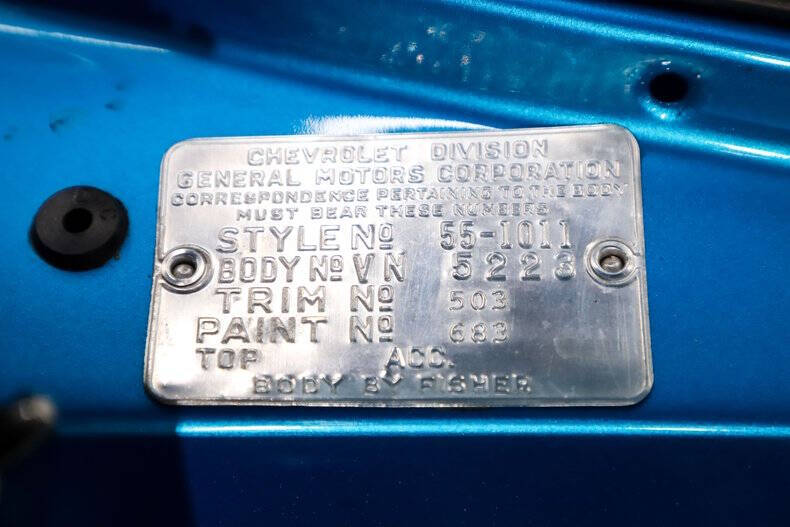 CHEVROLET DIVISION
GENERAL MOTORS CORPORATION
CORRESPONDENCE PERTAINING TO THE BODY
MUST BEAR THESE NUMBERS
STYLE Nº 55-1011
BODY Nº VN 5223
TRIM Nº 503
PAINT Nº 683
TOP ACC.
BODY BY FISHER